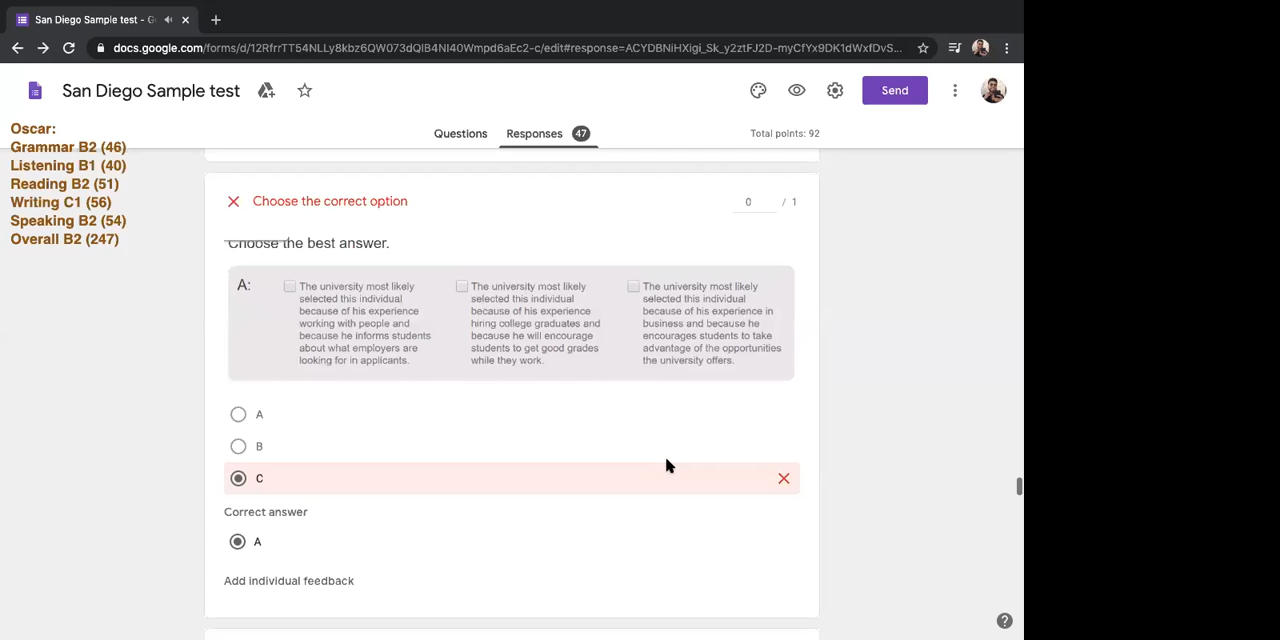 San Diego Sample test - G
docs.google.com/forms/d/12RfrrTT54NLLy8kbz6QW073dQIB4NI40Wmpd6aEc2-c/edit#response=ACYDBNiHXigi_Sk_y2ztFJ2D-myCfYx9DK1dWxfDvS...
San Diego Sample test
Send
Questions
Responses 47
Total points: 92
Oscar:
Grammar B2 (46)
Listening B1 (40)
Reading B2 (51)
Writing C1 (56)
Speaking B2 (54)
Overall B2 (247)
Choose the correct option
0 / 1
Choose the best answer.
A:
The university most likely
selected this individual
because of his experience
working with people and
because he informs students
about what employers are
looking for in applicants.
The university most likely
selected this individual
because of his experience
hiring college graduates and
because he will encourage
students to get good grades
while they work.
The university most likely
selected this individual
because of his experience in
business and because he
encourages students to take
advantage of the opportunities
the university offers.
A
B
C
Correct answer
A
Add individual feedback